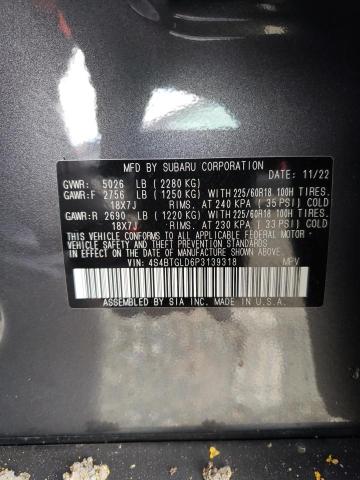 MFD BY SUBARU CORPORATION
DATE: 11/22
GVWR: 5026 LB (2280 KG)
GAWR:F 2756 LB (1250 KG) WITH 225/60R18 100H TIRES.
18X7J RIMS. AT 240 KPA (35 PSI) COLD
GAWR:R 2690 LB (1220 KG) WITH 225/60R18 100H TIRES.
18X7J RIMS. AT 230 KPA (33 PSI) COLD
THIS VEHICLE CONFORMS TO ALL APPLICABLE FEDERAL MOTOR
VEHICLE SAFETY AND THEFT PREVENTION STANDARDS IN
EFFECT ON THE DATE OF MANUFACTURE SHOWN ABOVE.
VIN: 4S4BTGLD6P3139318 MPV
ASSEMBLED BY SIA INC. IN U.S.A.